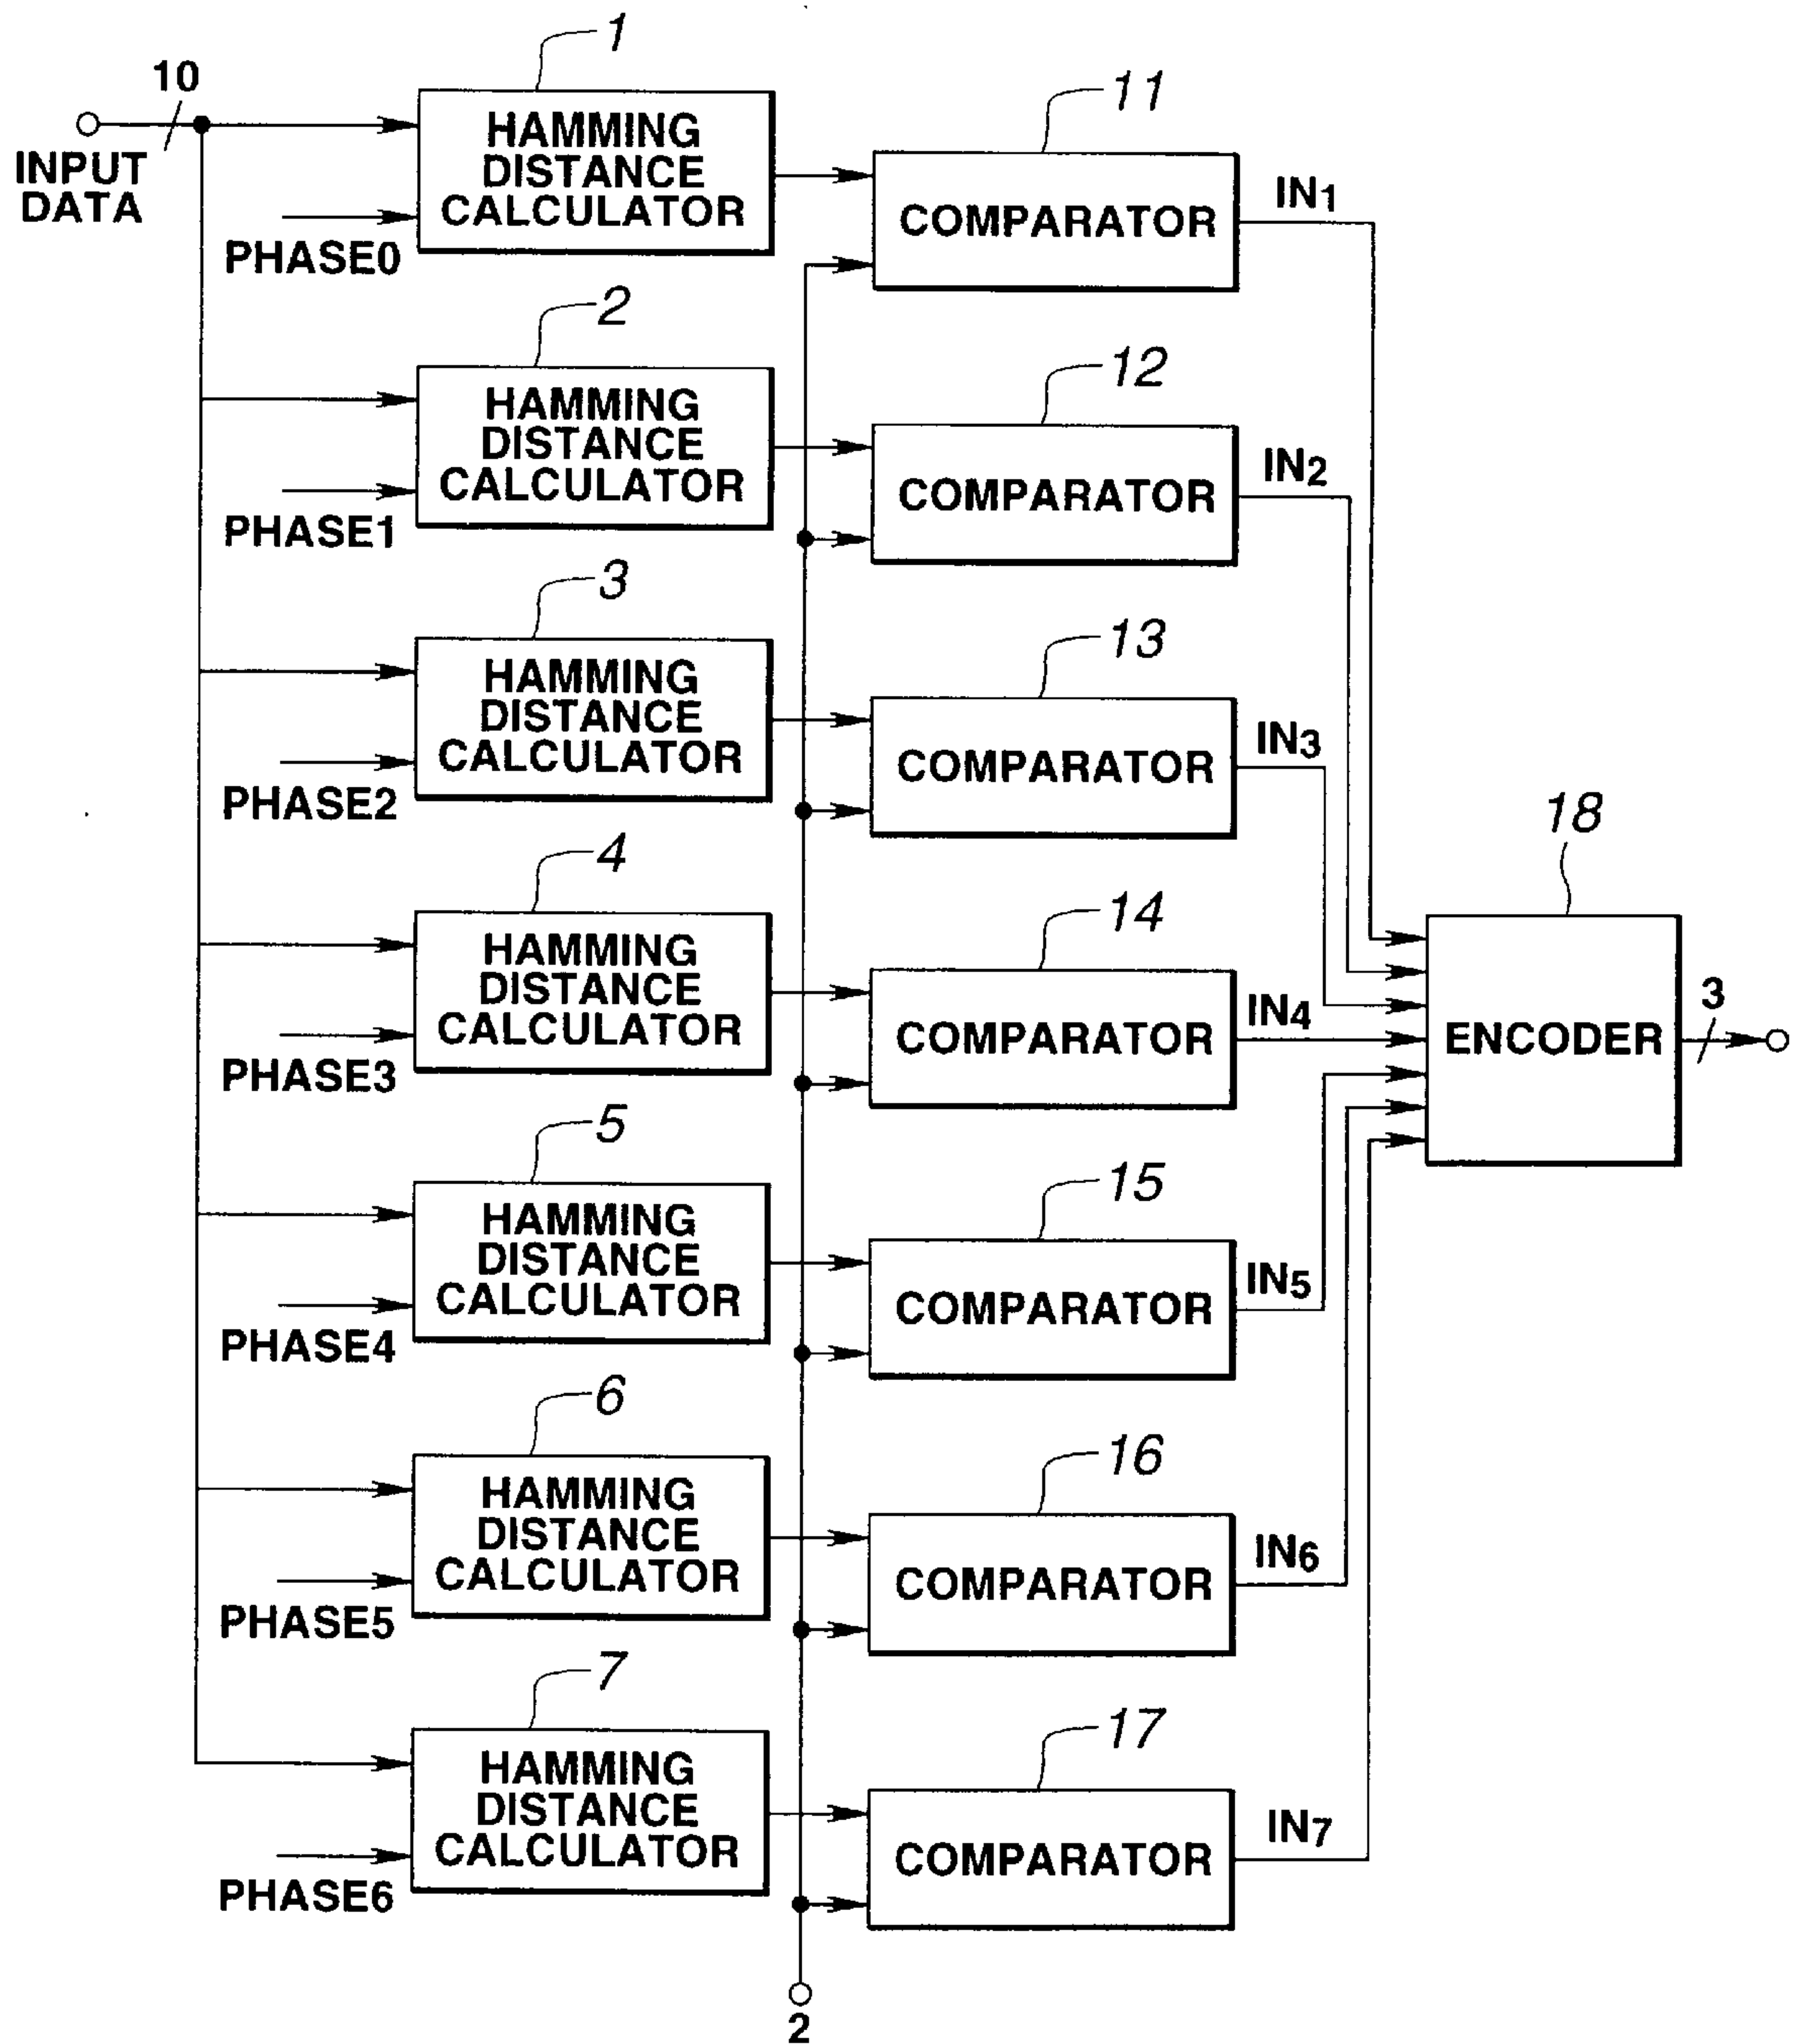 1
10
INPUT
DATA
HAMMING
DISTANCE
CALCULATOR
PHASE0
11
COMPARATOR
IN1
2
HAMMING
DISTANCE
CALCULATOR
PHASE1
12
COMPARATOR
IN2
3
HAMMING
DISTANCE
CALCULATOR
PHASE2
13
COMPARATOR
IN3
4
HAMMING
DISTANCE
CALCULATOR
PHASE3
14
COMPARATOR
IN4
18
ENCODER
3
5
HAMMING
DISTANCE
CALCULATOR
PHASE4
15
COMPARATOR
IN5
6
HAMMING
DISTANCE
CALCULATOR
PHASE5
16
COMPARATOR
IN6
7
HAMMING
DISTANCE
CALCULATOR
PHASE6
17
COMPARATOR
IN7
2